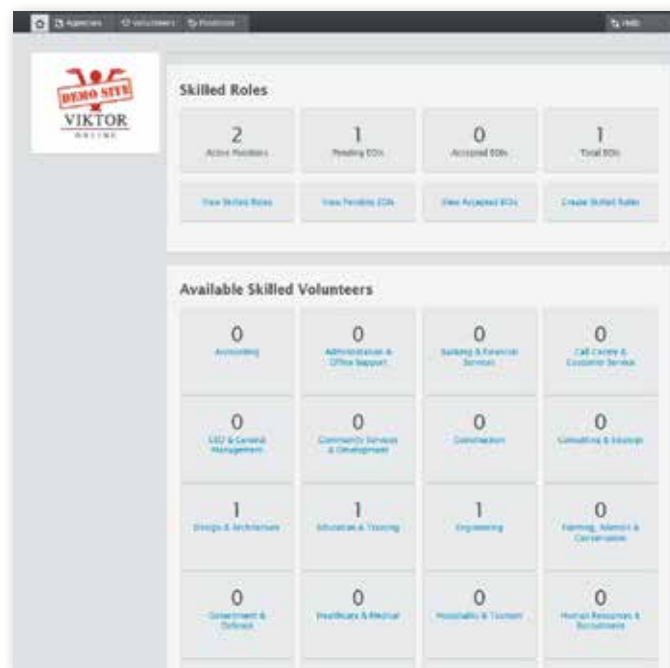 Agencies Volunteers Positions Help
DEMO SITE
VIKTOR
ONLINE
Skilled Roles
2 1 0 1
Active Positions Pending EOIs Accepted EOIs Total EOIs
View Skilled Roles View Pending EOIs View Accepted EOIs Create Skilled Roles
Available Skilled Volunteers
0 0 0 0
Accounting Administration & Banking & Financial Call Centre &
Office Support Services Customer Service
0 0 0 0
CEO & General Community Services Construction Consulting & Strategy
Management & Development
1 1 1 0
Design & Architecture Education & Training Engineering Farming, Animals &
Conservation
0 0 0 0
Government & Healthcare & Medical Hospitality & Tourism Human Resources &
Defence Recruitment